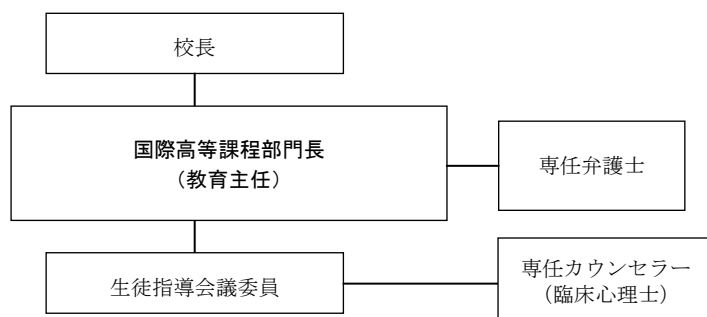 校長
国際高等課程部門長
(教育主任)
専任弁護士
生徒指導会議委員
専任カウンセラー
(臨床心理士)